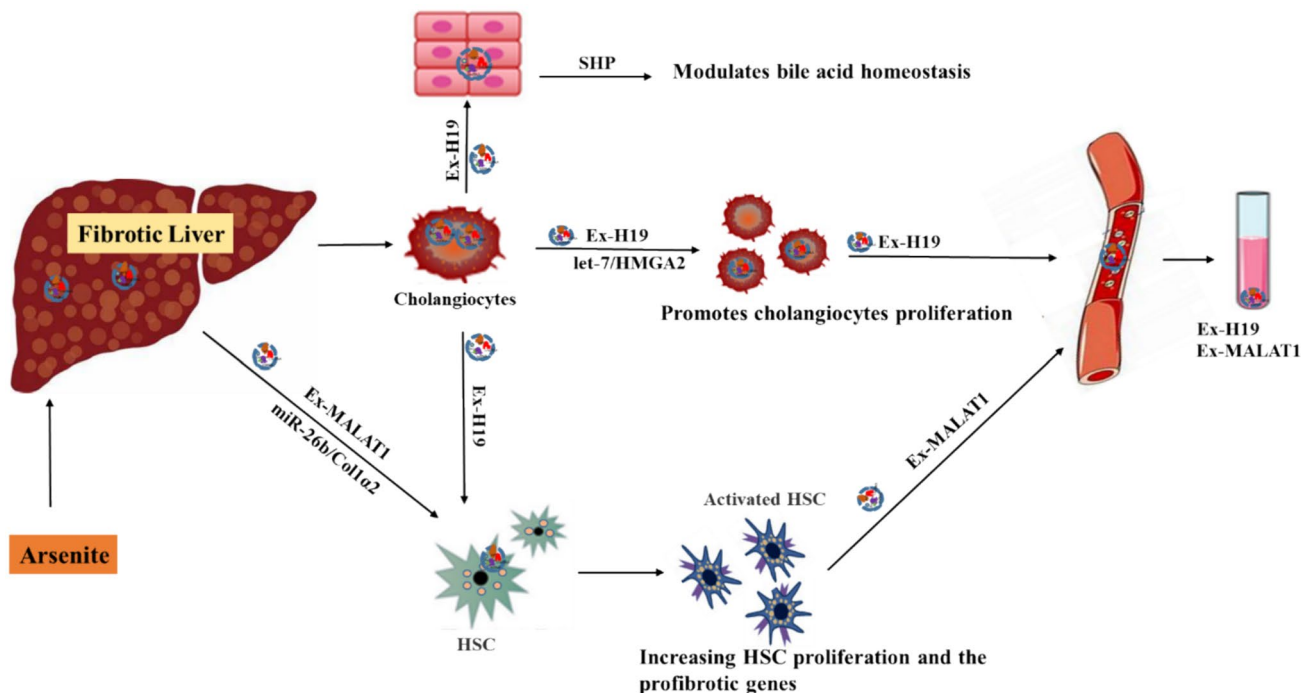 SHP
Modulates bile acid homeostasis
Ex-H19
Fibrotic Liver
Cholangiocytes
Ex-H19
let-7/HMGA2
Promotes cholangiocytes proliferation
Ex-H19
Ex-H19
Ex-MALAT1
Ex-MALAT1
miR-26b/Col1α2
Ex-H19
Ex-MALAT1
Arsenite
HSC
Activated HSC
Increasing HSC proliferation and the
profibrotic genes